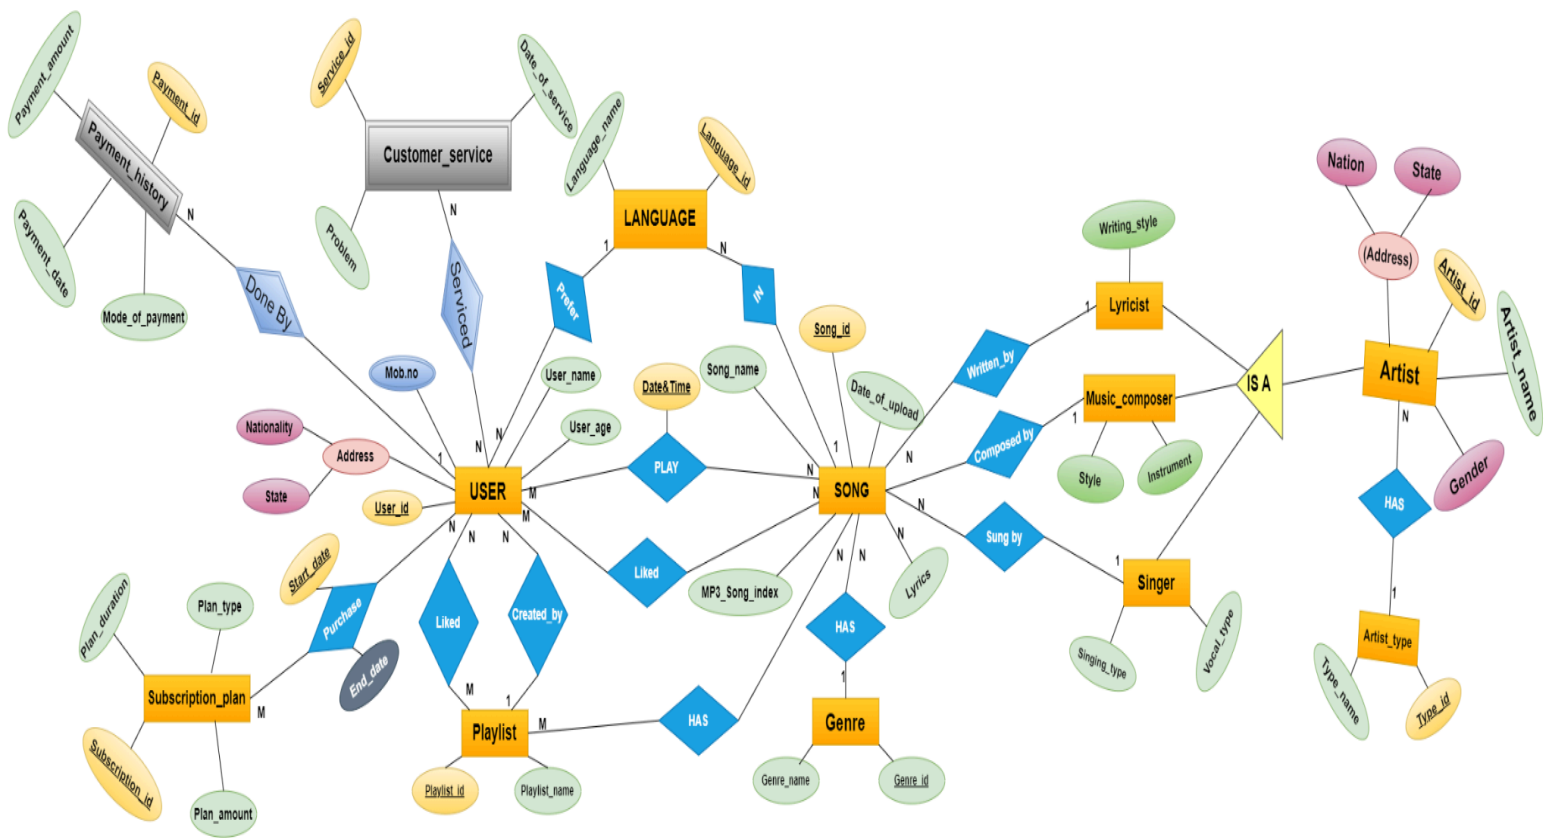 Payment_amount
Payment_id
Payment_history
Payment_date
Mode_of_payment
N
Done By
1
Service_id
Date_of_service
Customer_service
Problem
N
Serviced
N
Language_name
Language_id
LANGUAGE
1
N
Prefer
N
IN
1
Mob.no
User_name
User_age
Nationality
Address
State
User_id
USER
Date&Time
PLAY
M
N
M
N
Liked
Song_id
Song_name
Date_of_upload
SONG
MP3_Song_index
Lyrics
N
N
Written_by
1
N
Composed by
1
N
Sung by
1
Writing_style
Lyricist
Music_composer
Style
Instrument
Singer
Singing_type
Vocal_type
IS A
Nation
State
(Address)
Artist_id
Artist_name
Artist
Gender
N
HAS
1
Artist_type
Type_name
Type_id
N
Start_date
Purchase
End_date
M
Plan_duration
Plan_type
Subscription_plan
Subscription_id
Plan_amount
N
Liked
M
N
Created_by
1
Playlist
Playlist_id
Playlist_name
M
HAS
N
HAS
1
Genre
Genre_name
Genre_id